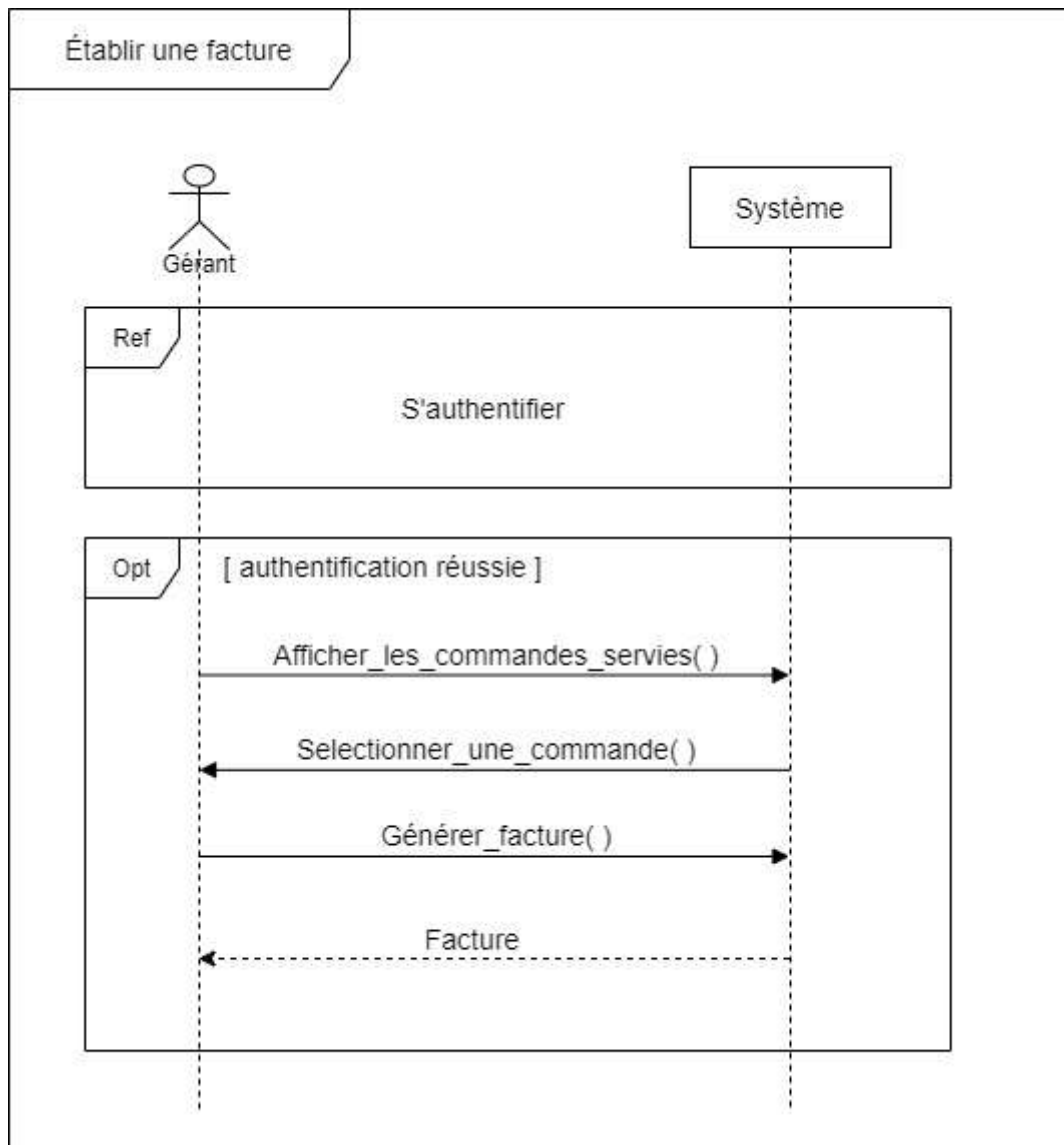 Établir une facture
Système
Gérant
Ref
S'authentifier
Opt
[ authentification réussie ]
Afficher_les_commandes_servies( )
Selectionner_une_commande( )
Générer_facture( )
Facture